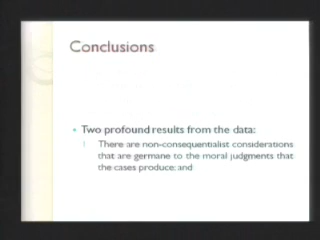 Conclusions
Two profound results from the data:
There are non-consequentialist considerations
that are germane to the moral judgments that
the cases produce; and